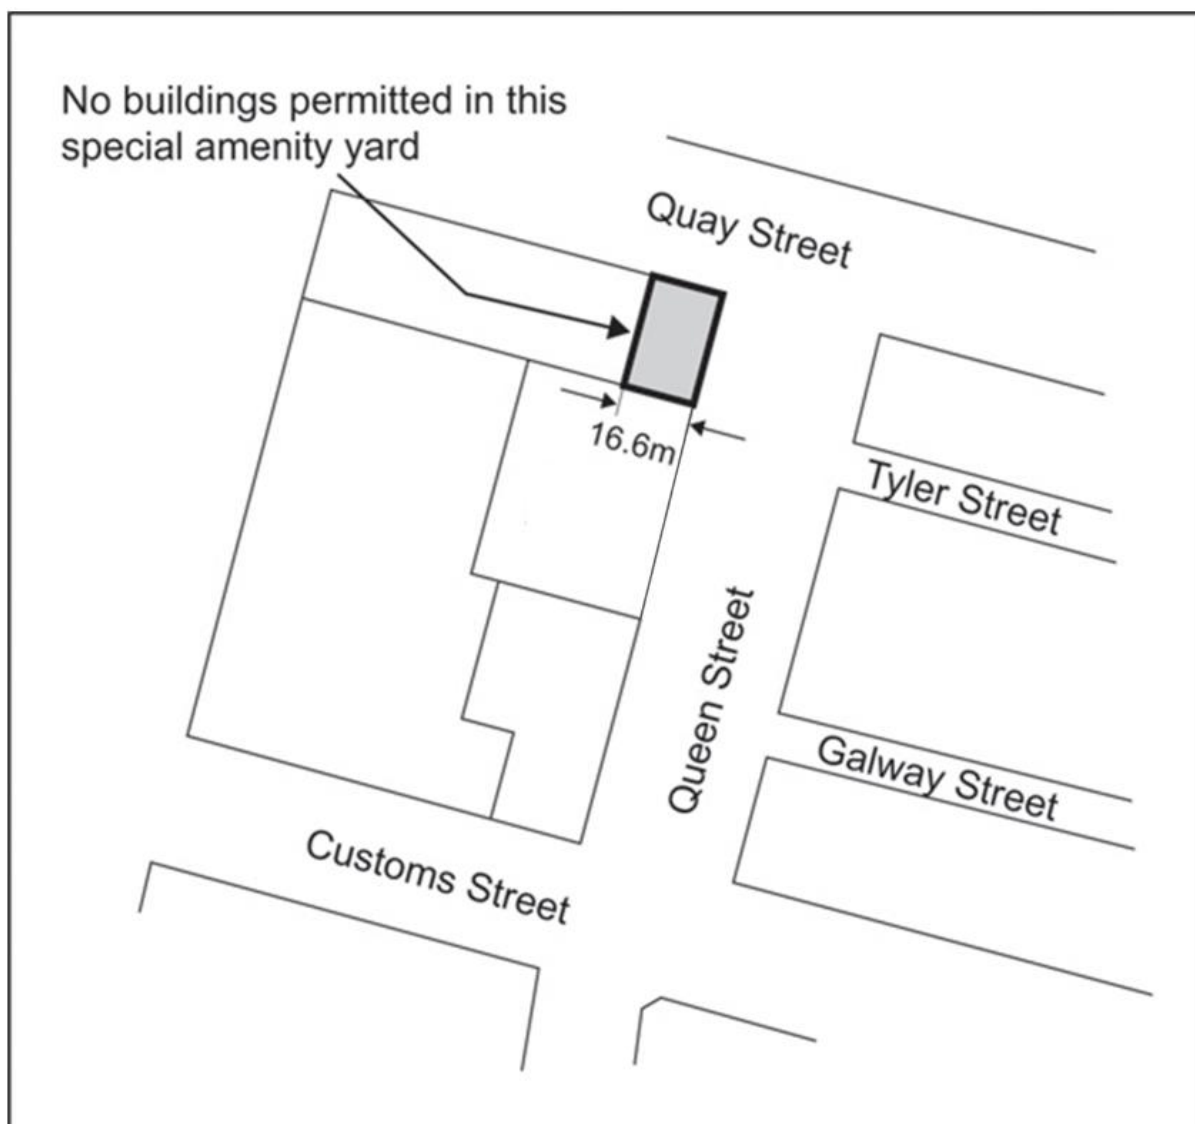 No buildings permitted in this
special amenity yard
Quay Street
16.6m
Tyler Street
Queen Street
Galway Street
Customs Street